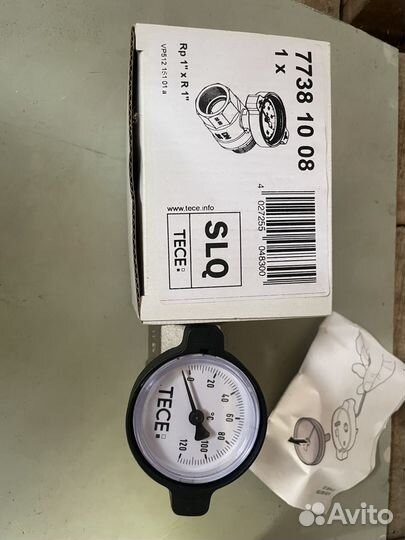 7738 10 08
1 x
Rp 1" x R 1"
VP512 151 01 a
4 027255 048300
www.tece.info
SLQ
TECE
0
20
40
60
80
100
120
°C
TECE
Avito